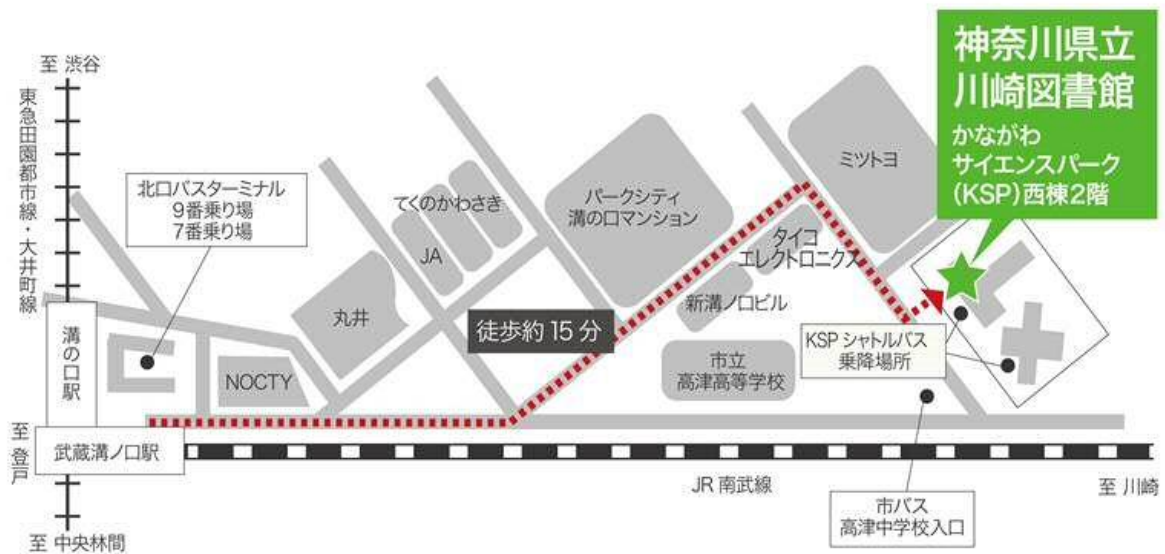 至 渋谷
東急田園都市線・大井町線
北口バスターミナル
9番乗り場
7番乗り場
溝の口駅
NOCTY
丸井
てくのかわさき
JA
パークシティ
溝の口マンション
ミツトヨ
タイコ
エレクトロニクス
新溝ノ口ビル
徒歩約15分
市立
高津高等学校
神奈川県立
川崎図書館
かながわ
サイエンスパーク
(KSP)西棟2階
KSPシャトルバス
乗降場所
至 登戸
武蔵溝ノ口駅
JR南武線
至 川崎
市バス
高津中学校入口
至 中央林間